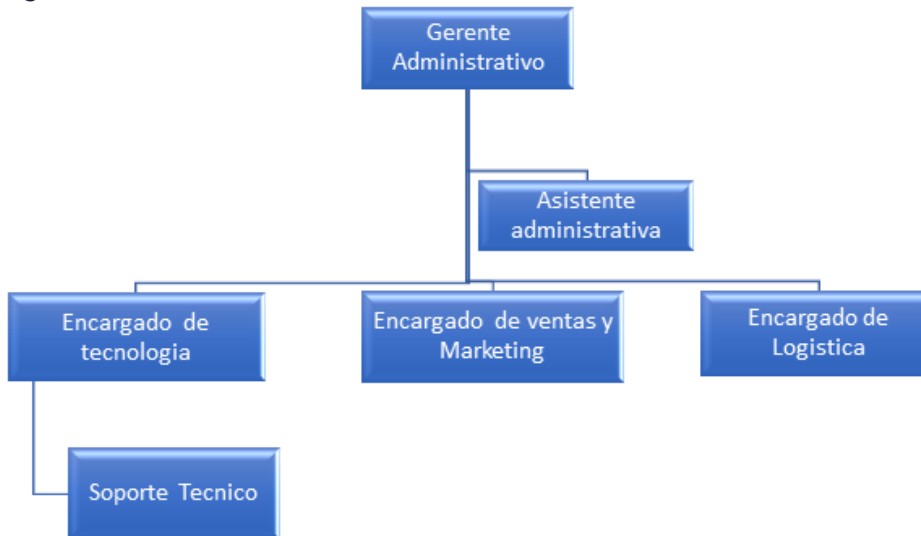 Gerente
Administrativo
Asistente
administrativa
Encargado de
tecnologia
Encargado de ventas y
Marketing
Encargado de
Logistica
Soporte Tecnico